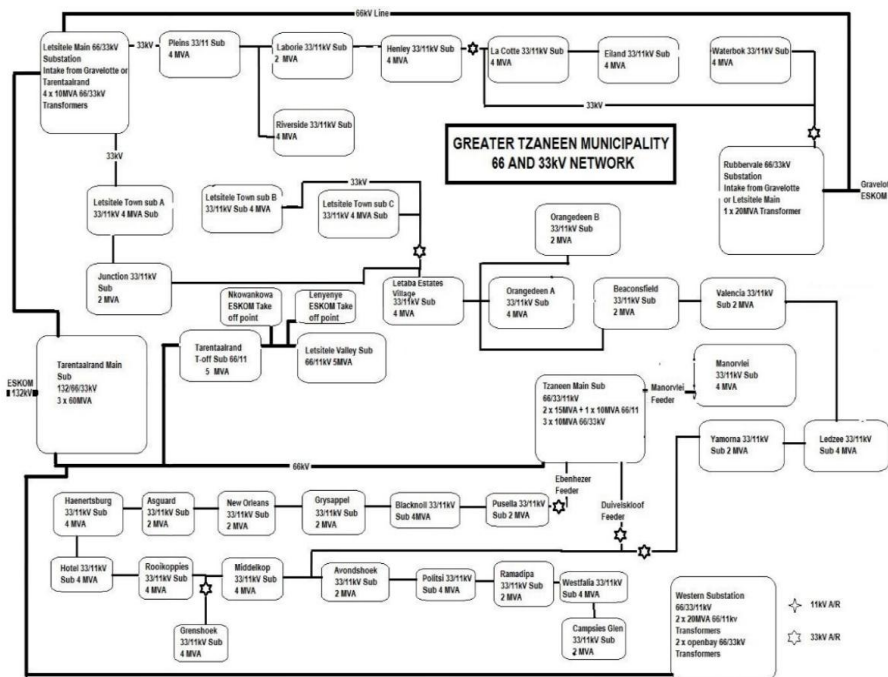 66kV Line
Letsitele Main 66/33kV
Substation
Intake from Gravelotte or
Tarentaalrand
4 x 10MVA 66/33kV
Transformers
33kV
Pleins 33/11 Sub
4 MVA
Laborie
33/11kV Sub
2 MVA
Henley 33/11kV Sub
4 MVA
La Cotte 33/11kV Sub
4 MVA
Eiland 33/11kV Sub
4 MVA
Waterbok 33/11kV Sub
4 MVA
33kV
Riverside 33/11kV Sub
4 MVA
GREATER TZANEEN MUNICIPALITY
66 AND 33kV NETWORK
Rubbervale 66/33kV
Substation
Intake from Gravelotte
or Letsitele Main
1 x 20MVA Transformer
Gravelot
ESKOM
33kV
Letsitele Town sub A
33/11kV 4 MVA Sub
Letsitele Town sub B
33/11kV Sub 4 MVA
33kV
Letsitele Town sub C
33/11kV 4 MVA Sub
Orangedeen B
33/11kV Sub
2 MVA
Junction 33/11kV
Sub
2 MVA
Nkowankowa
ESKOM Take
off point
Lenyenye
ESKOM Take
off point
Letaba Estates
Village
33/11kV Sub
4 MVA
Orangedeen A
33/11kV Sub
4 MVA
Beaconsfield
33/11kV Sub
2 MVA
Valencia 33/11kV
Sub 2 MVA
Tarentaalrand
T-off Sub 66/11
5 MVA
Letsitele Valley Sub
66/11kV 5MVA
Tarentaalrand Main
Sub
132/66/33kV
3 x 60MVA
ESKOM
132kV
Tzaneen Main Sub
66/33/11kV
2 x 15MVA + 1 x 10MVA 66/11
3 x 10MVA 66/33kV
Manorvlei
Feeder
Manorvlei
33/11kV Sub
4 MVA
Yamorna 33/11kV
Sub 2 MVA
Ledzee 33/11kV
Sub 4 MVA
66kV
Ebenhezer
Feeder
Duiveiskloof
Feeder
Haenertsburg
33/11kV Sub
4 MVA
Asguard
33/11kV Sub
2 MVA
New Orleans
33/11kV Sub
2 MVA
Grysappel
33/11kV Sub
2 MVA
Blacknoll 33/11kV
Sub 4MVA
Pusella 33/11kV
Sub 2 MVA
Hotel 33/11kV
Sub 4 MVA
Rooikoppies
33/11kV Sub
4 MVA
Middelkop
33/11kV Sub
4 MVA
Avondshoek
33/11kV Sub
2 MVA
Politsi 33/11kV
Sub 4 MVA
Ramadipa
33/11kV Sub
2 MVA
Westfalia 33/11kV
Sub 4 MVA
Grenshoek
33/11kV Sub
4 MVA
Campsies Glen
33/11kV Sub
2 MVA
Western Substation
66/33/11kV
2 x 20MVA 66/11kv
Transformers
2 x openbay 66/33kV
Transformers
11kV A/R
33kV A/R